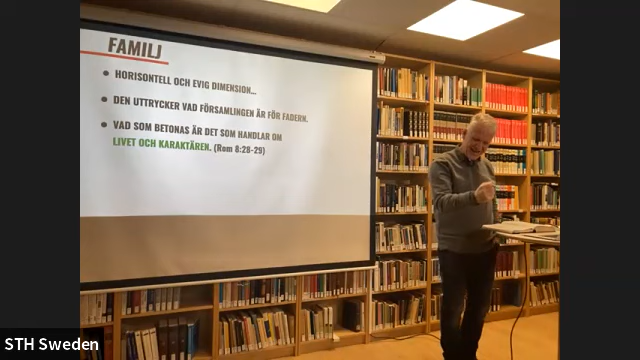 FAMILJ
HORISONTELL OCH EVIG DIMENSION...
DEN UTTRYCKER VAD FÖRSAMLINGEN ÄR FÖR FADERN.
VAD SOM BETONAS ÄR DET SOM HANDLAR OM
LIVET OCH KARAKTÄREN. (Rom 8:28-29)
STH Sweden